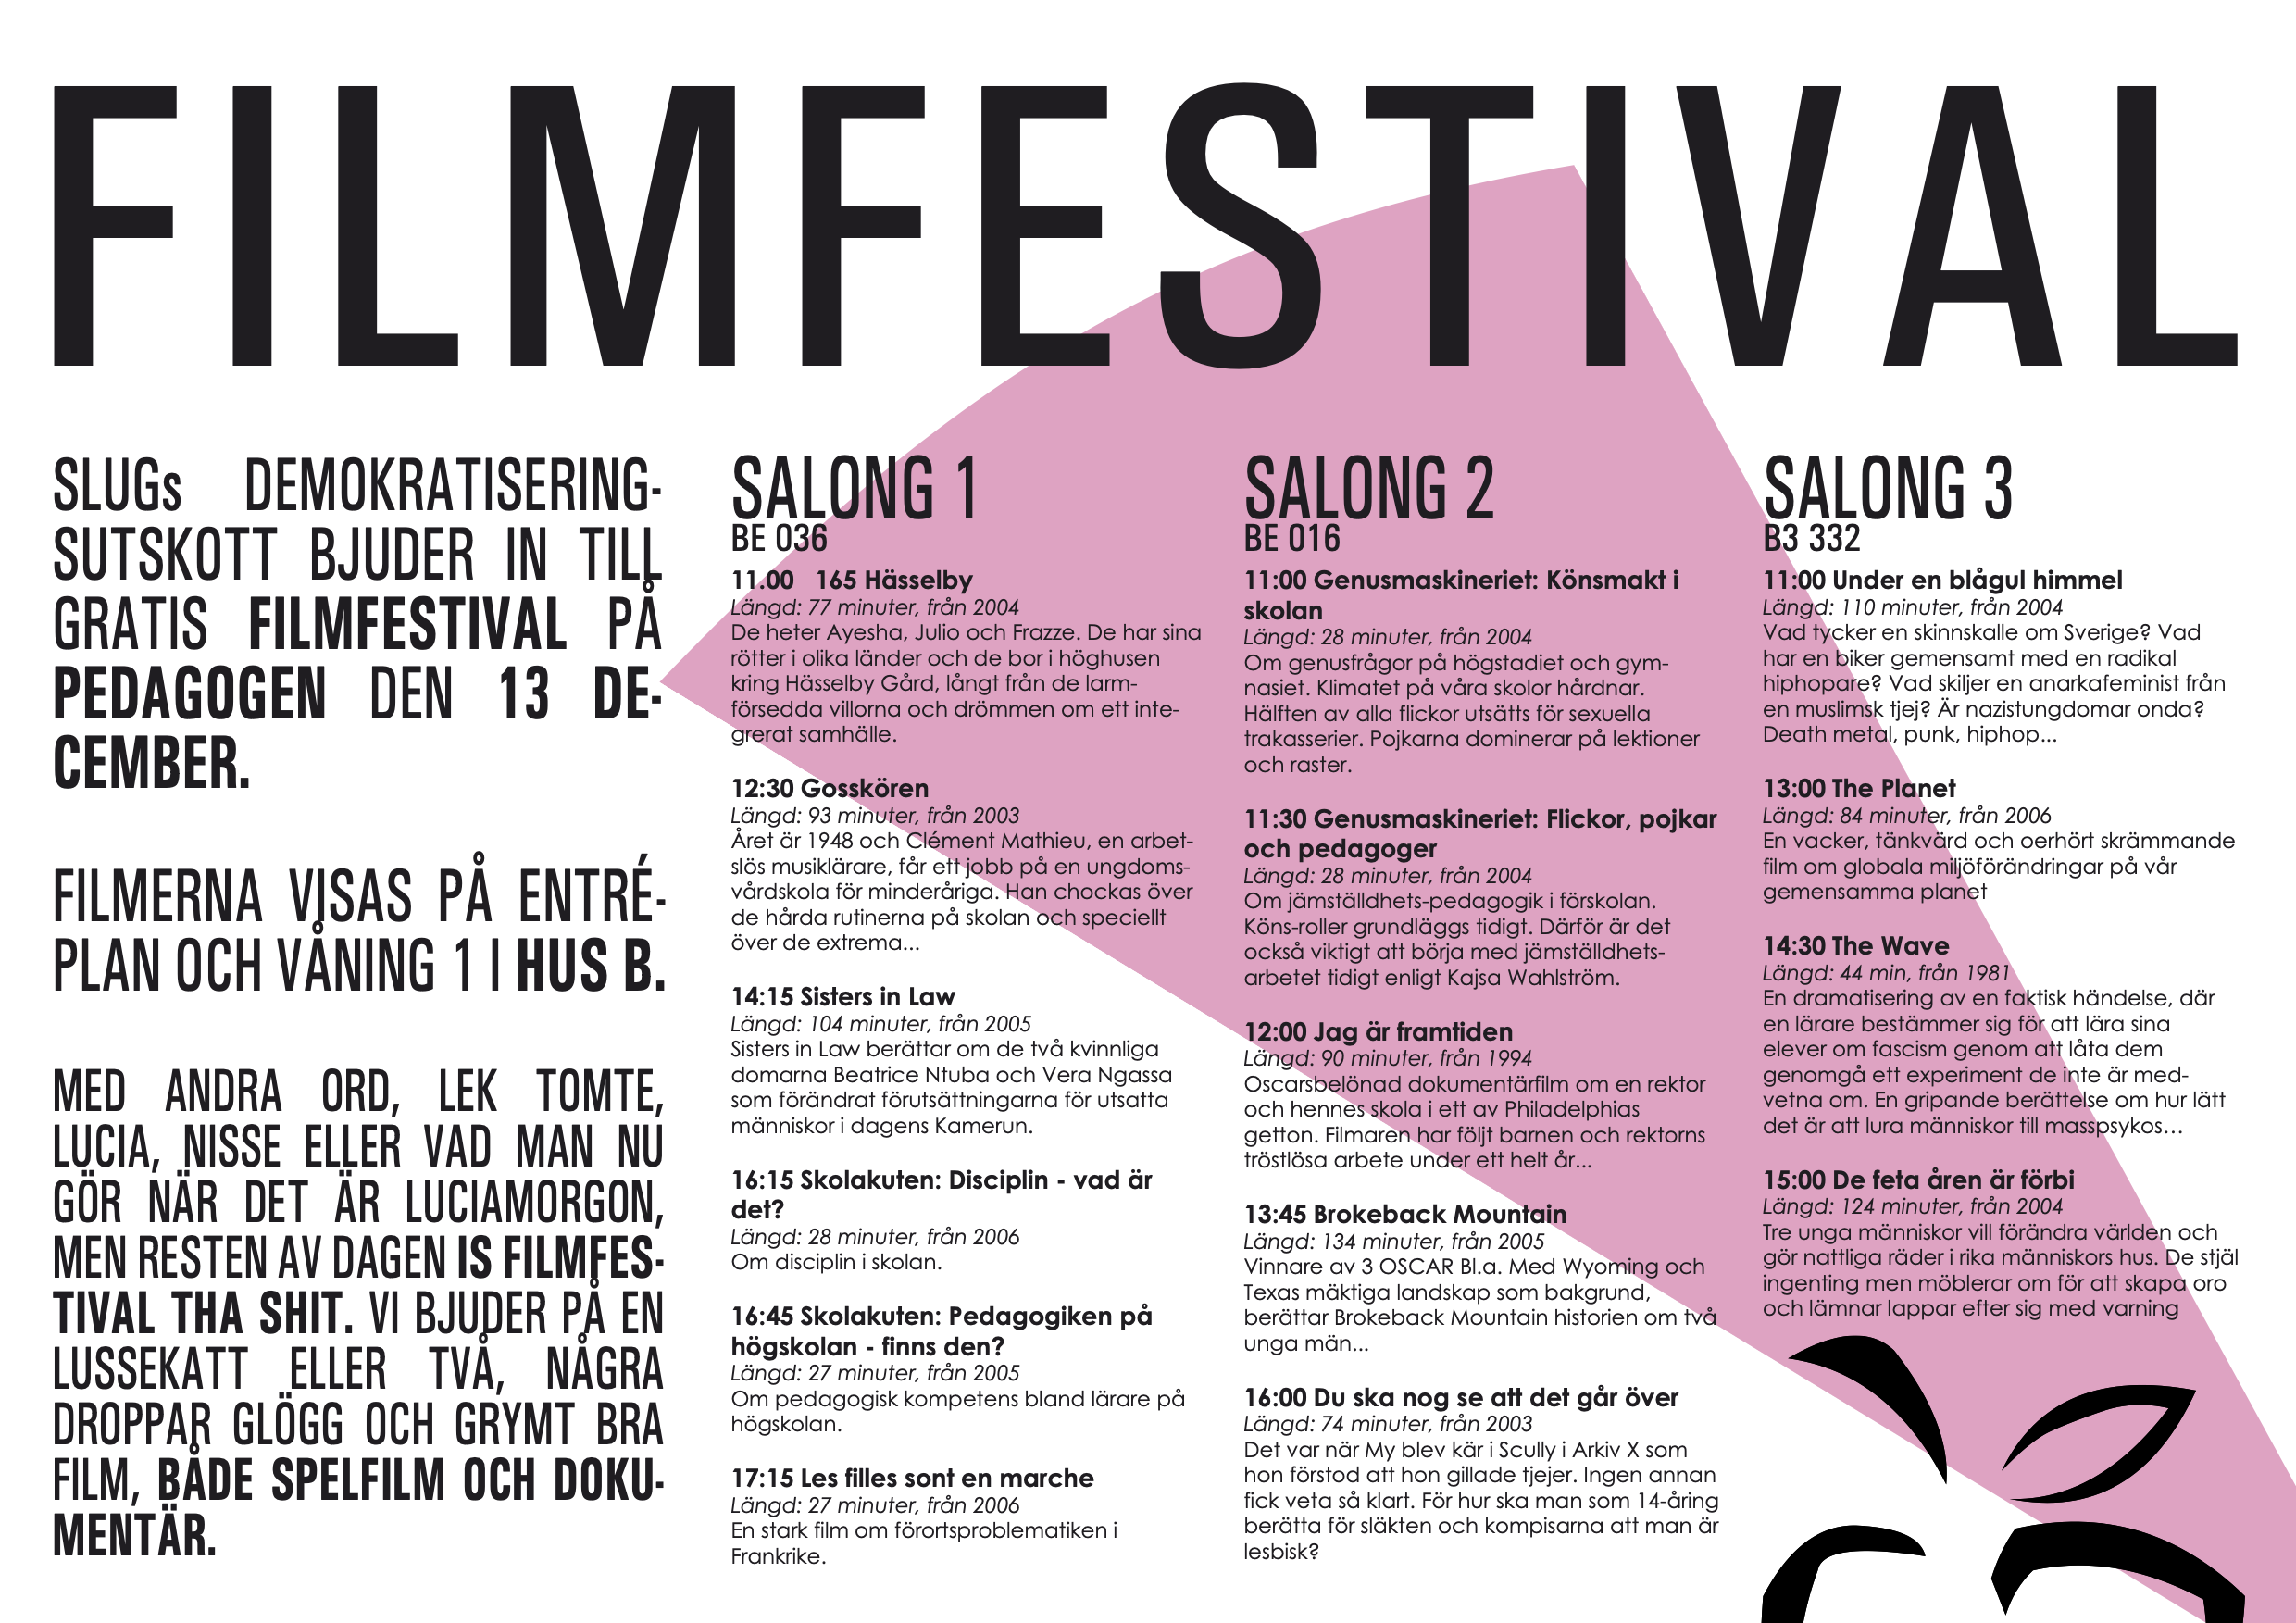 FILMFESTIVAL
SLUGs DEMOKRATISERING-
SUTSKOTT BJUDER IN TILL
GRATIS FILMFESTIVAL PÅ
PEDAGOGEN DEN 13 DE-
CEMBER.
FILMERNA VISAS PÅ ENTRÉ-
PLAN OCH VÅNING 1 I HUS B.
MED ANDRA ORD, LEK TOMTE,
LUCIA, NISSE ELLER VAD MAN NU
GÖR NÄR DET ÄR LUCIAMORGON,
MEN RESTEN AV DAGEN IS FILMFES-
TIVAL THA SHIT. VI BJUDER PÅ EN
LUSSEKATT ELLER TVÅ, NÅGRA
DROPPAR GLÖGG OCH GRYMT BRA
FILM, BÅDE SPELFILM OCH DOKU-
MENTÄR.
SALONG 1
BE 036
11.00 165 Hässelby
Längd: 77 minuter, från 2004
De heter Ayesha, Julio och Frazze. De har sina
rötter i olika länder och de bor i höghusen
kring Hässelby Gård, långt från de larm-
försedda villorna och drömmen om ett inte-
grerat samhälle.
12:30 Gosskören
Längd: 93 minuter, från 2003
Året är 1948 och Clément Mathieu, en arbet-
slös musiklärare, får ett jobb på en ungdoms-
vårdskola för minderåriga. Han chockas över
de hårda rutinerna på skolan och speciellt
över de extrema...
14:15 Sisters in Law
Längd: 104 minuter, från 2005
Sisters in Law berättar om de två kvinnliga
domarna Beatrice Ntuba och Vera Ngassa
som förändrat förutsättningarna för utsatta
människor i dagens Kamerun.
16:15 Skolakuten: Disciplin - vad är
det?
Längd: 28 minuter, från 2006
Om disciplin i skolan.
16:45 Skolakuten: Pedagogiken på
högskolan - finns den?
Längd: 27 minuter, från 2005
Om pedagogisk kompetens bland lärare på
högskolan.
17:15 Les filles sont en marche
Längd: 27 minuter, från 2006
En stark film om förortsproblematiken i
Frankrike.
SALONG 2
BE 016
11:00 Genusmaskineriet: Könsmakt i
skolan
Längd: 28 minuter, från 2004
Om genusfrågor på högstadiet och gym-
nasiet. Klimatet på våra skolor hårdnar.
Hälften av alla flickor utsätts för sexuella
trakasserier. Pojkarna dominerar på lektioner
och raster.
11:30 Genusmaskineriet: Flickor, pojkar
och pedagoger
Längd: 28 minuter, från 2004
Om jämställdhets-pedagogik i förskolan.
Köns-roller grundläggs tidigt. Därför är det
också viktigt att börja med jämställdhets-
arbetet tidigt enligt Kajsa Wahlström.
12:00 Jag är framtiden
Längd: 90 minuter, från 1994
Oscarsbelönad dokumentärfilm om en rektor
och hennes skola i ett av Philadelphias
getton. Filmaren har följt barnen och rektorns
tröstlösa arbete under ett helt år...
13:45 Brokeback Mountain
Längd: 134 minuter, från 2005
Vinnare av 3 OSCAR Bl.a. Med Wyoming och
Texas mäktiga landskap som bakgrund,
berättar Brokeback Mountain historien om två
unga män...
16:00 Du ska nog se att det går över
Längd: 74 minuter, från 2003
Det var när My blev kär i Scully i Arkiv X som
hon förstod att hon gillade tjejer. Ingen annan
fick veta så klart. För hur ska man som 14-åring
berätta för släkten och kompisarna att man är
lesbisk?
SALONG 3
B3 332
11:00 Under en blågul himmel
Längd: 110 minuter, från 2004
Vad tycker en skinnskalle om Sverige? Vad
har en biker gemensamt med en radikal
hiphopare? Vad skiljer en anarkafeminist från
en muslimsk tjej? Är nazistungdomar onda?
Death metal, punk, hiphop...
13:00 The Planet
Längd: 84 minuter, från 2006
En vacker, tänkvärd och oerhört skrämmande
film om globala miljöförändringar på vår
gemensamma planet
14:30 The Wave
Längd: 44 min, från 1981
En dramatisering av en faktisk händelse, där
en lärare bestämmer sig för att lära sina
elever om fascism genom att låta dem
genomgå ett experiment de inte är med-
vetna om. En gripande berättelse om hur lätt
det är att lura människor till masspsykos…
15:00 De feta åren är förbi
Längd: 124 minuter, från 2004
Tre unga människor vill förändra världen och
gör nattliga räder i rika människors hus. De stjäl
ingenting men möblerar om för att skapa oro
och lämnar lappar efter sig med varning